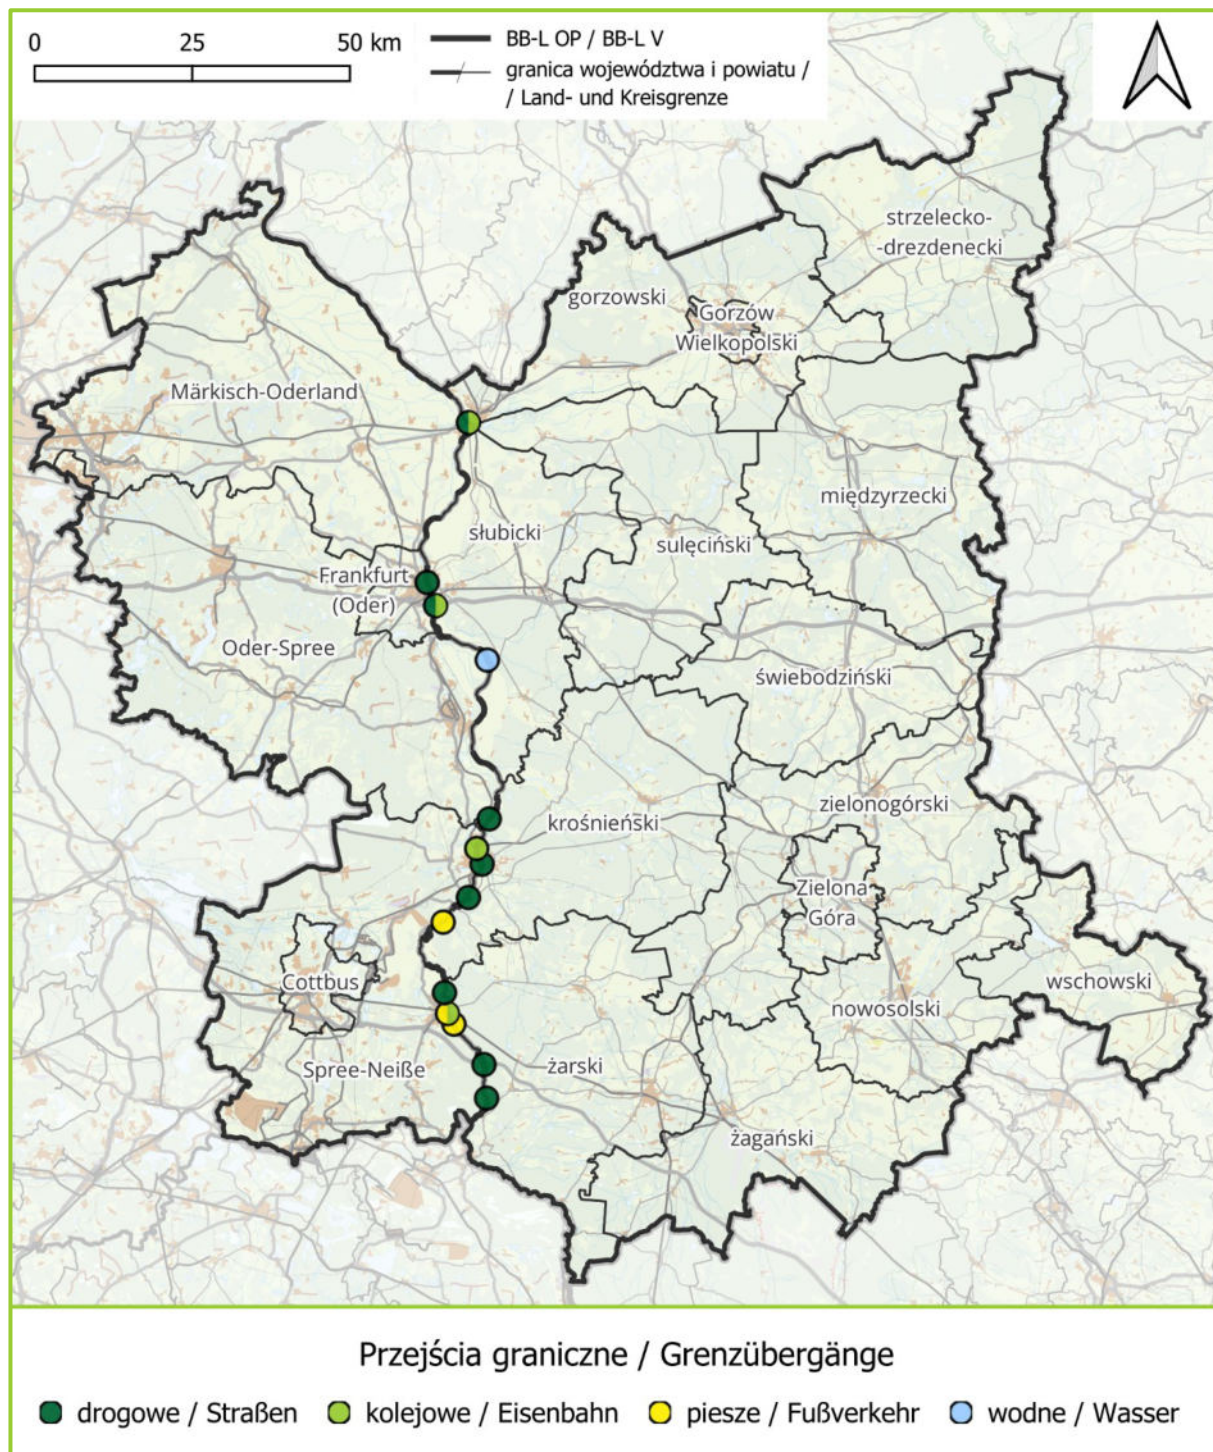 0 25 50 km
BB-L OP / BB-L V
granica województwa i powiatu /
/ Land- und Kreisgrenze
strzelecko-
-drezdenecki
gorzowski
Gorzów
Wielkopolski
Märkisch-Oderland
międzyrzecki
słubicki
sulęciński
Frankfurt
(Oder)
Oder-Spree
świebodziński
zielonogórski
krośnieński
Zielona
Góra
Cottbus
wschowski
nowosolski
Spree-Neiße
żarski
żagański
Przejścia graniczne / Grenzübergänge
drogowe / Straßen
kolejowe / Eisenbahn
piesze / Fußverkehr
wodne / Wasser